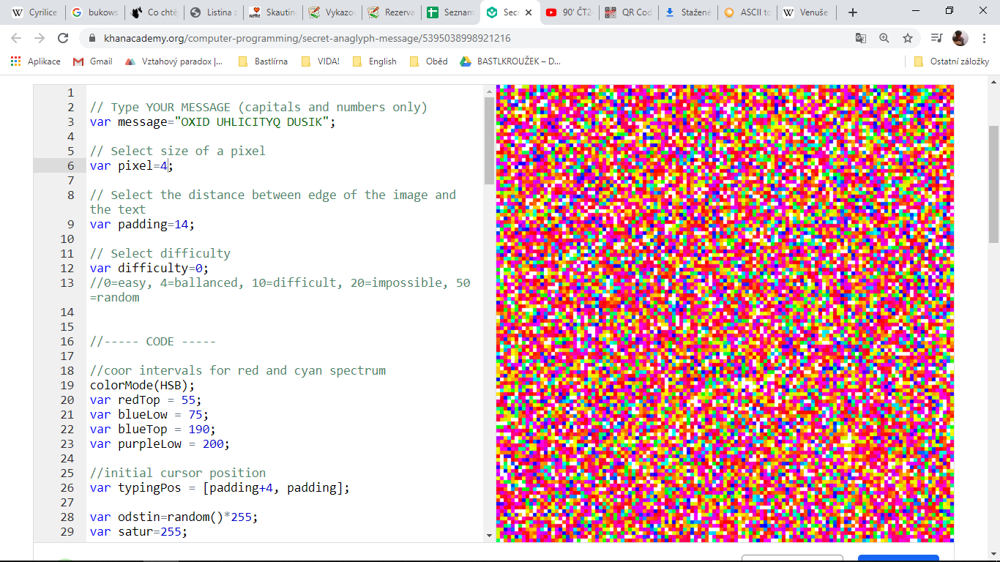 Cyrilice
bukows
Co chtě
Listina z
Skautin
Vykazov
Rezerva
Seznam
Sec
90' ČT2
QR Cod
Stažené
ASCII to
Venuše
khanacademy.org/computer-programming/secret-anaglyph-message/5395038998921216
Aplikace Gmail Vztahový paradox |... Bastlírna VIDA! English Oběd BASTLKROUŽEK – D... Ostatní záložky
1
2 // Type YOUR MESSAGE (capitals and numbers only)
3 var message="OXID UHLICITYQ DUSIK";
4
5 // Select size of a pixel
6 var pixel=4;
7
8 // Select the distance between edge of the image and
the text
9 var padding=14;
10
11 // Select difficulty
12 var difficulty=0;
13 //0=easy, 4=ballanced, 10=difficult, 20=impossible, 50
=random
14
15
16 //----- CODE -----
17
18 //coor intervals for red and cyan spectrum
19 colorMode(HSB);
20 var redTop = 55;
21 var blueLow = 75;
22 var blueTop = 190;
23 var purpleLow = 200;
24
25 //initial cursor position
26 var typingPos = [padding+4, padding];
27
28 var odstin=random()*255;
29 var satur=255;